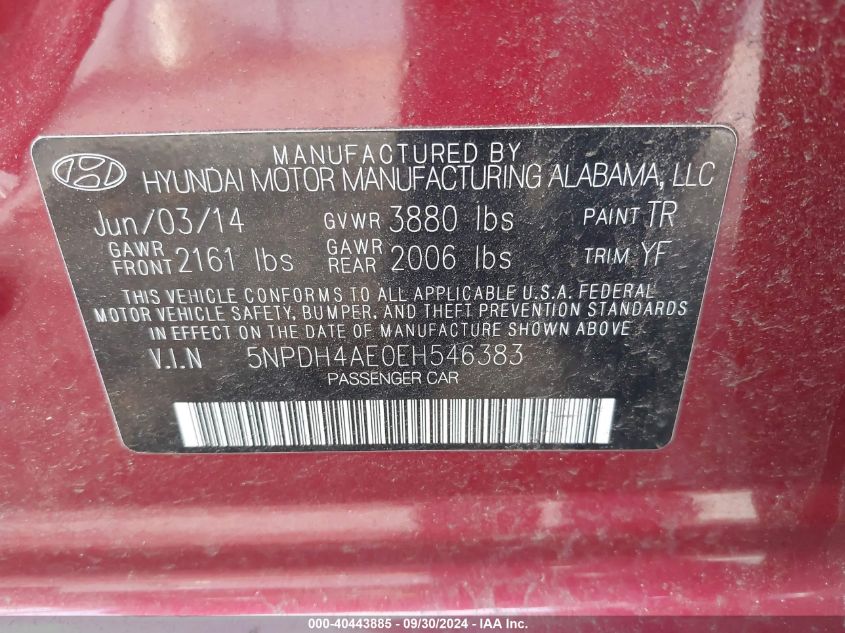 MANUFACTURED BY
HYUNDAI MOTOR MANUFACTURING ALABAMA, LLC
Jun/03/14 GVWR 3880 lbs PAINT TR
GAWR FRONT 2161 lbs GAWR REAR 2006 lbs TRIM YF
THIS VEHICLE CONFORMS TO ALL APPLICABLE U.S.A. FEDERAL
MOTOR VEHICLE SAFETY, BUMPER, AND THEFT PREVENTION STANDARDS
IN EFFECT ON THE DATE OF MANUFACTURE SHOWN ABOVE
V.I.N 5NPDH4AE0EH546383
PASSENGER CAR
000-40443885 - 09/30/2024 - IAA Inc.